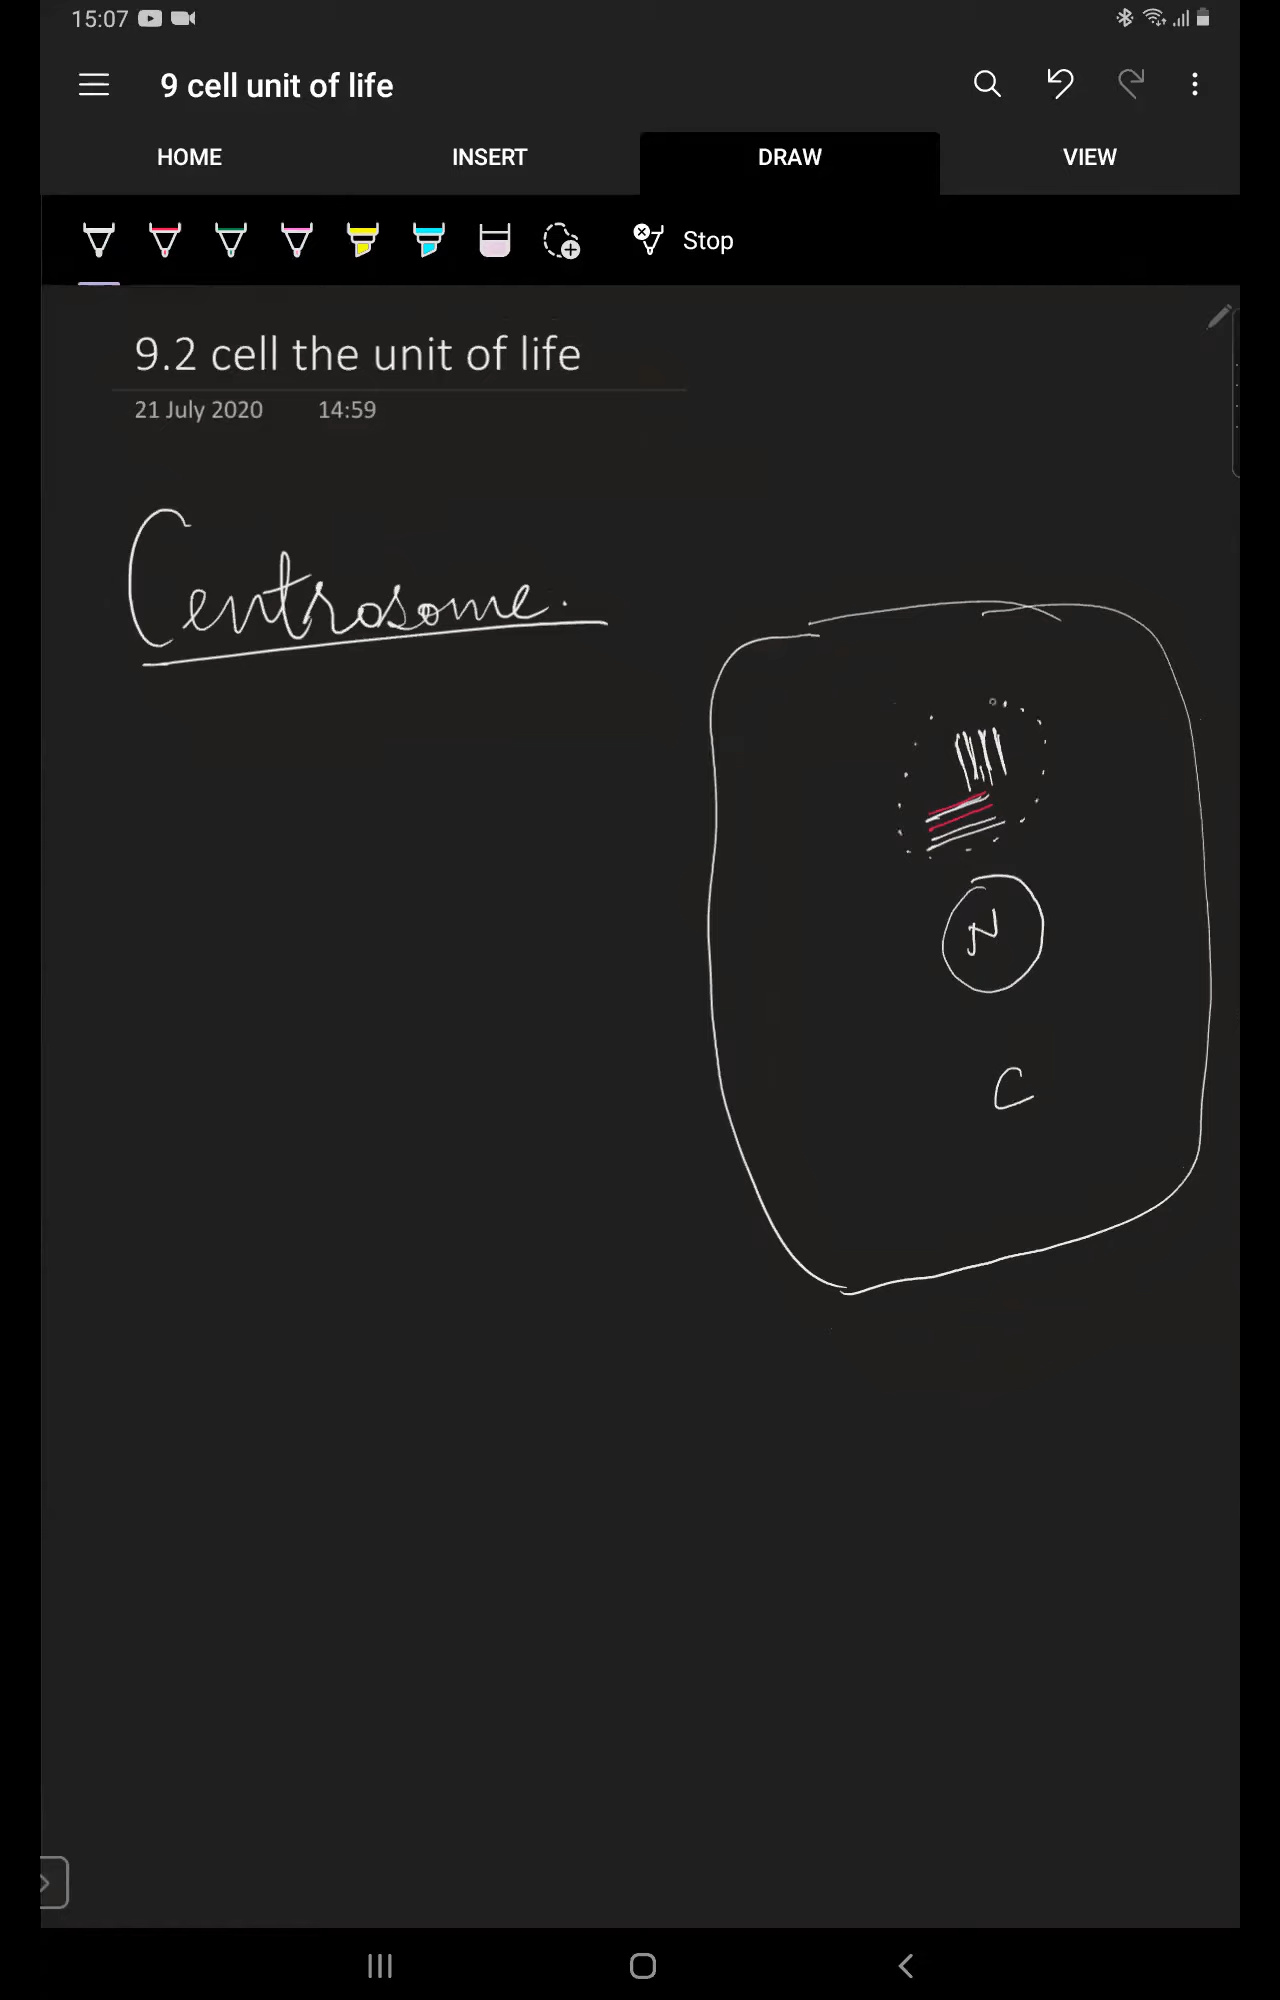 15:07
9 cell unit of life
HOME INSERT DRAW VIEW
Stop
9.2 cell the unit of life
21 July 2020 14:59
Centrosome.
N
C